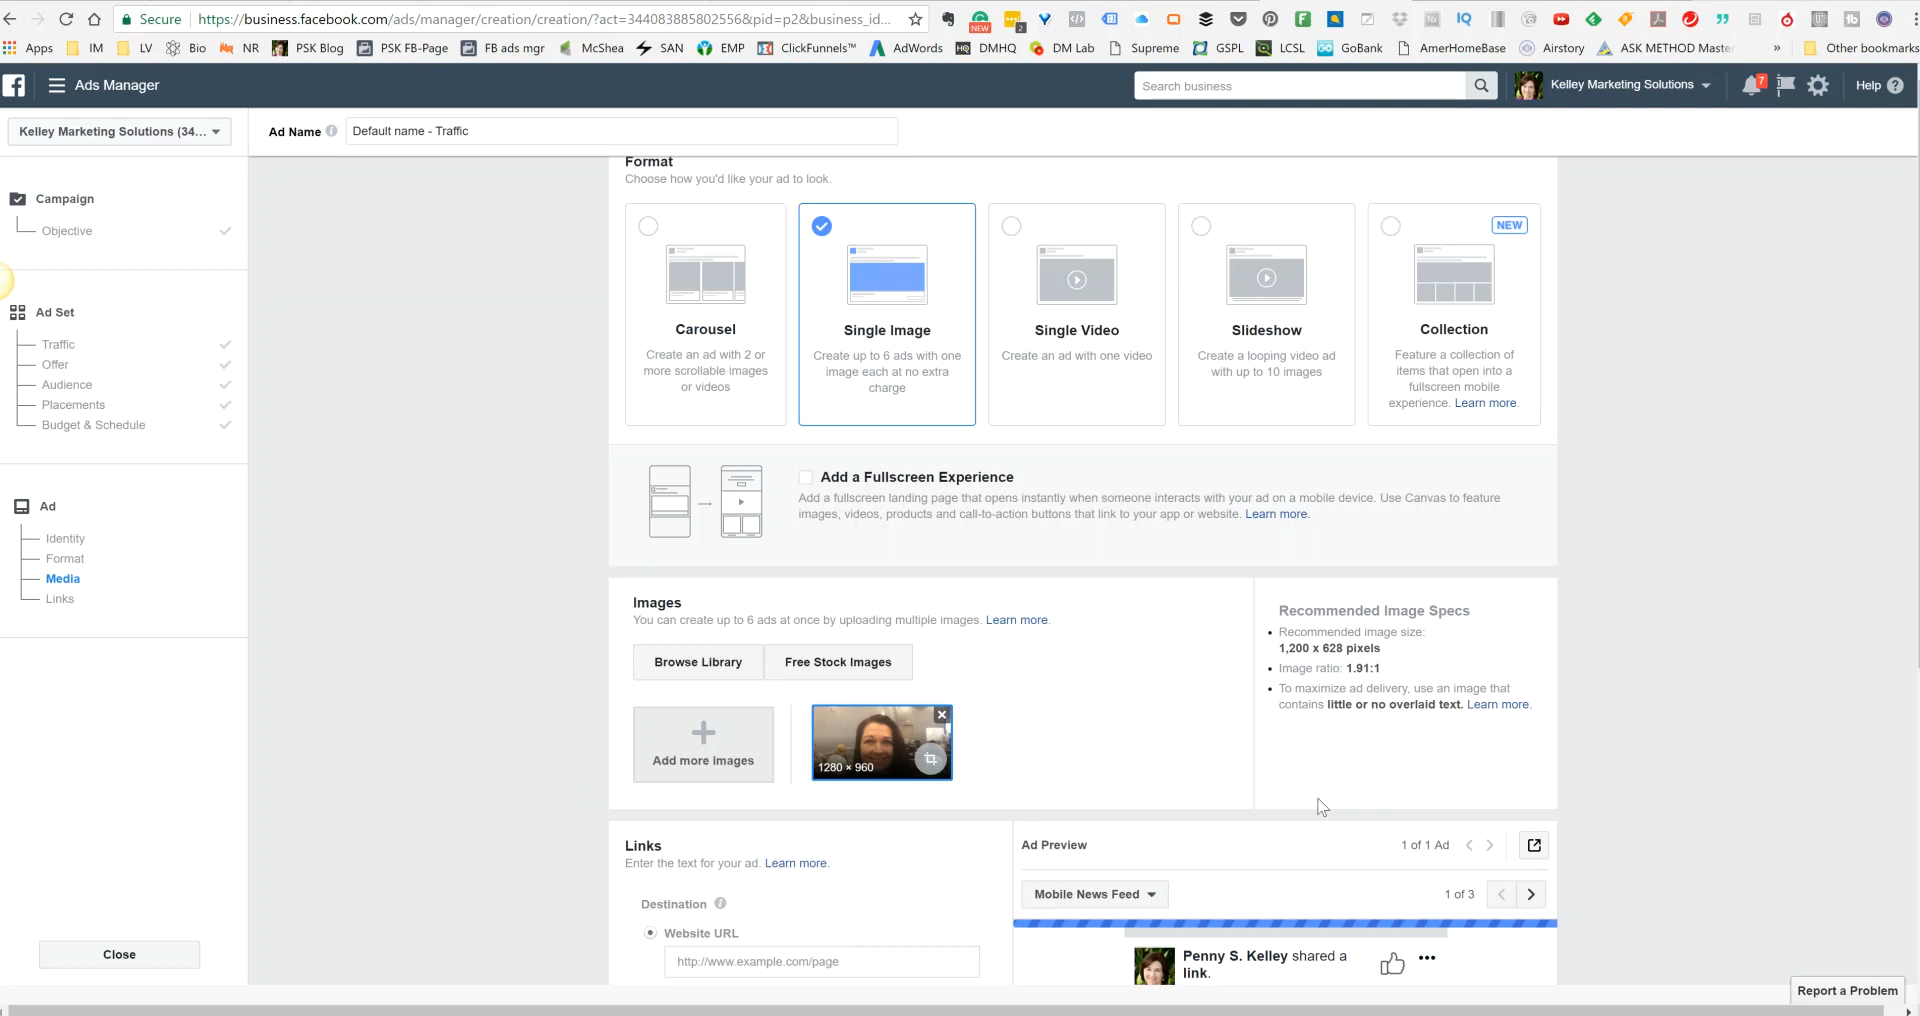 Secure https://business.facebook.com/ads/manager/creation/creation/?act=344083885802556&pid=p2&business_id...
NEW 2
Apps IM LV Bio NR PSK Blog PSK FB-Page FB ads mgr McShea SAN EMP ClickFunnels™ AdWords DMHQ DM Lab Supreme GSPL LCSL GoBank AmerHomeBase Airstory ASK METHOD Maste » Other bookmarks
Ads Manager
Search business
Kelley Marketing Solutions
7
Help
Kelley Marketing Solutions (34...
Ad Name
Default name - Traffic
Campaign
Objective
Ad Set
Traffic
Offer
Audience
Placements
Budget & Schedule
Ad
Identity
Format
Media
Links
Close
Format
Choose how you'd like your ad to look.
Carousel
Create an ad with 2 or
more scrollable images
or videos
Single Image
Create up to 6 ads with one
image each at no extra
charge
Single Video
Create an ad with one video
Slideshow
Create a looping video ad
with up to 10 images
NEW
Collection
Feature a collection of
items that open into a
fullscreen mobile
experience. Learn more.
Add a Fullscreen Experience
Add a fullscreen landing page that opens instantly when someone interacts with your ad on a mobile device. Use Canvas to feature
images, videos, products and call-to-action buttons that link to your app or website. Learn more.
Images
You can create up to 6 ads at once by uploading multiple images. Learn more.
Browse Library
Free Stock Images
Add more images
1280 × 960
Recommended Image Specs
• Recommended image size:
1,200 x 628 pixels
• Image ratio: 1.91:1
• To maximize ad delivery, use an image that
contains little or no overlaid text. Learn more.
Links
Enter the text for your ad. Learn more.
Destination
Website URL
http://www.example.com/page
Ad Preview
1 of 1 Ad
Mobile News Feed
1 of 3
Penny S. Kelley shared a
link.
Report a Problem